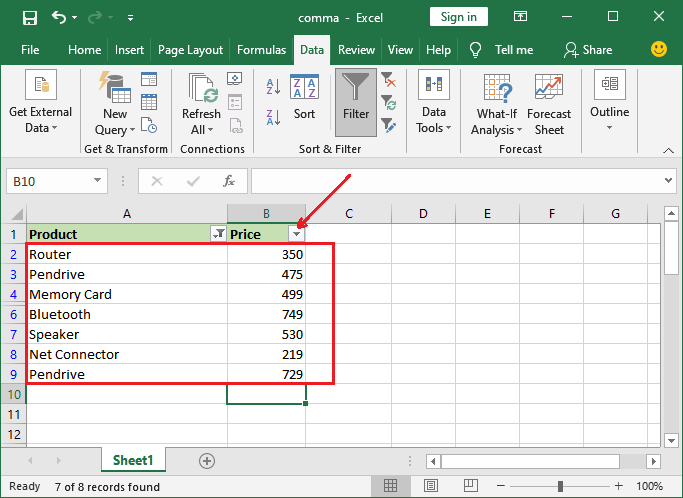 comma - Excel
Sign in
File Home Insert Page Layout Formulas Data Review View Help Tell me Share
Get External Data
New Query
Refresh All
A Z
Z A
Z A A Z
Sort
Filter
Data Tools
What-If Analysis
Forecast Sheet
Outline
Get & Transform
Connections
Sort & Filter
Forecast
B10
fx
A B C D E F G
1 Product Price
2 Router 350
3 Pendrive 475
4 Memory Card 499
6 Bluetooth 749
7 Speaker 530
8 Net Connector 219
9 Pendrive 729
10
11
12
Sheet1
Ready 7 of 8 records found 100%